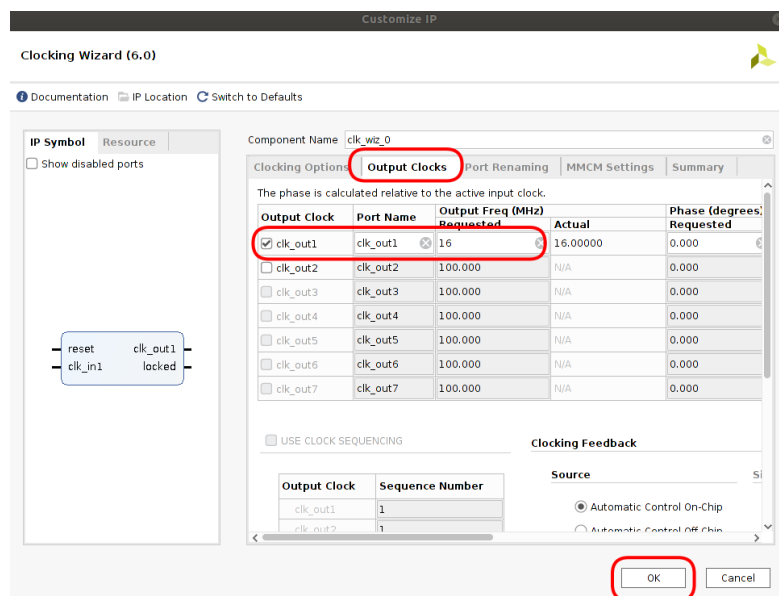 Customize IP
Clocking Wizard (6.0)
Documentation IP Location Switch to Defaults
IP Symbol Resource
Show disabled ports
reset clk_out1
clk_in1 locked
Component Name clk_wiz_0
Clocking Options Output Clocks Port Renaming MMCM Settings Summary
The phase is calculated relative to the active input clock.
Output Clock Port Name Output Freq (MHz) Phase (degrees)
Requested Actual Requested
clk_out1 clk_out1 16 16.00000 0.000
clk_out2 clk_out2 100.000 N/A 0.000
clk_out3 clk_out3 100.000 N/A 0.000
clk_out4 clk_out4 100.000 N/A 0.000
clk_out5 clk_out5 100.000 N/A 0.000
clk_out6 clk_out6 100.000 N/A 0.000
clk_out7 clk_out7 100.000 N/A 0.000
USE CLOCK SEQUENCING
Output Clock Sequence Number
clk_out1 1
clk_out2 1
Clocking Feedback
Source
Automatic Control On-Chip
Automatic Control Off-Chip
OK Cancel